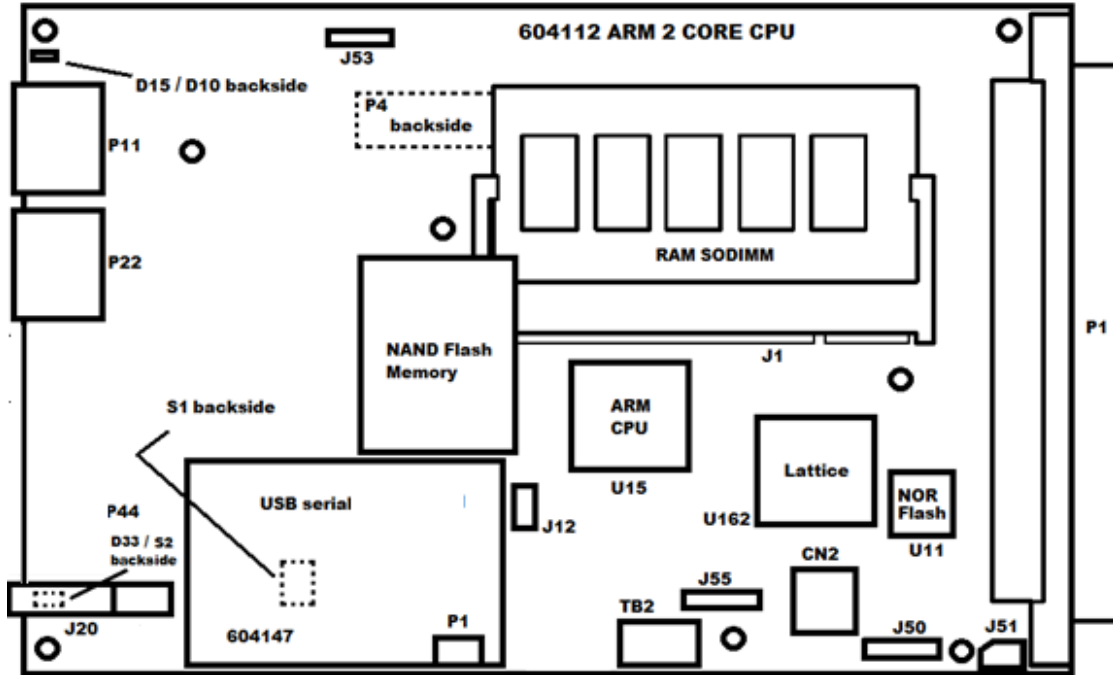 604112 ARM 2 CORE CPU
J53
D15 / D10 backside
P4
backside
P11
RAM SODIMM
P22
P1
NAND Flash
Memory
J1
S1 backside
ARM
CPU
Lattice
U15
NOR
Flash
USB serial
P44
J12
U162
D33 / S2
backside
U11
CN2
J55
TB2
J20
604147
P1
J50
J51